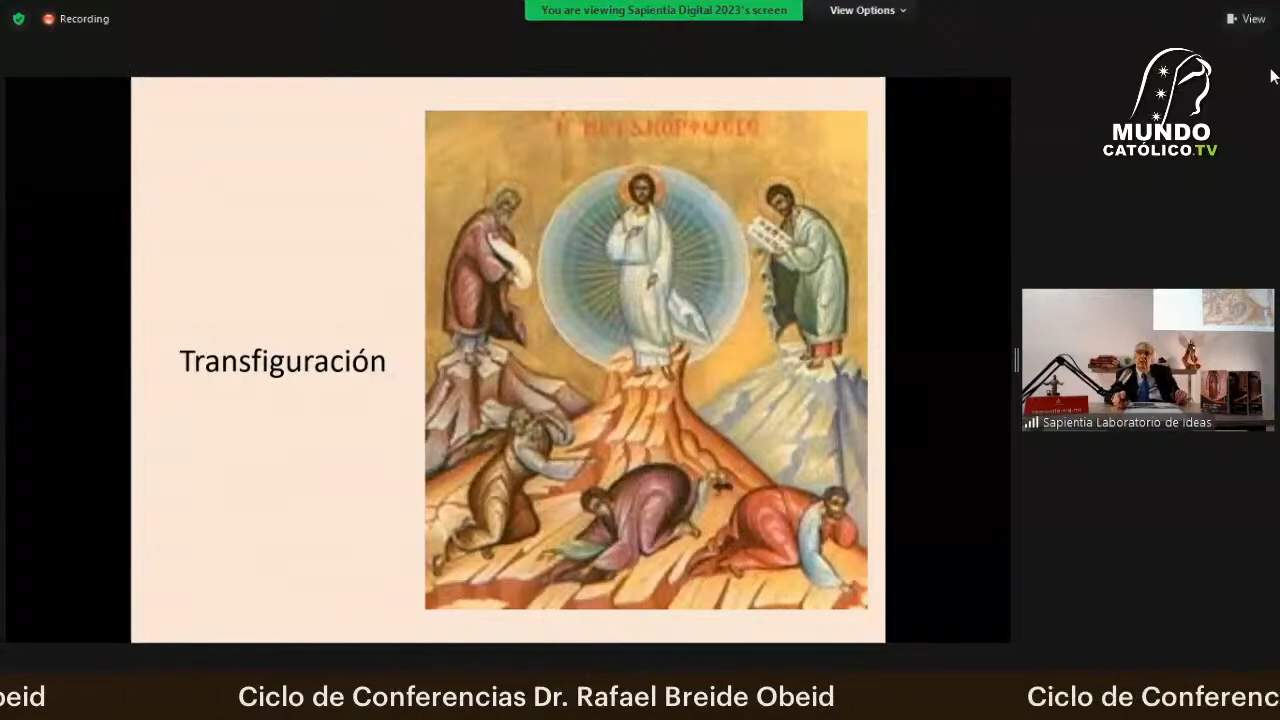 Recording
You are viewing Sapientia Digital 2023's screen
View Options
View
MUNDO
CATÓLICO.TV
Transfiguración
Sapientia Laboratorio de ideas
beid
Ciclo de Conferencias Dr. Rafael Breide Obeid
Ciclo de Conferenc